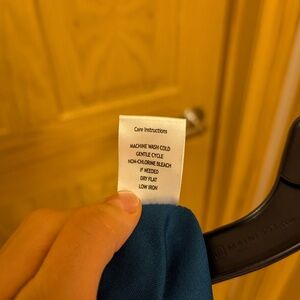 Care Instructions
MACHINE WASH COLD
GENTLE CYCLE
NON-CHLORINE BLEACH
IF NEEDED
DRY FLAT
LOW IRON